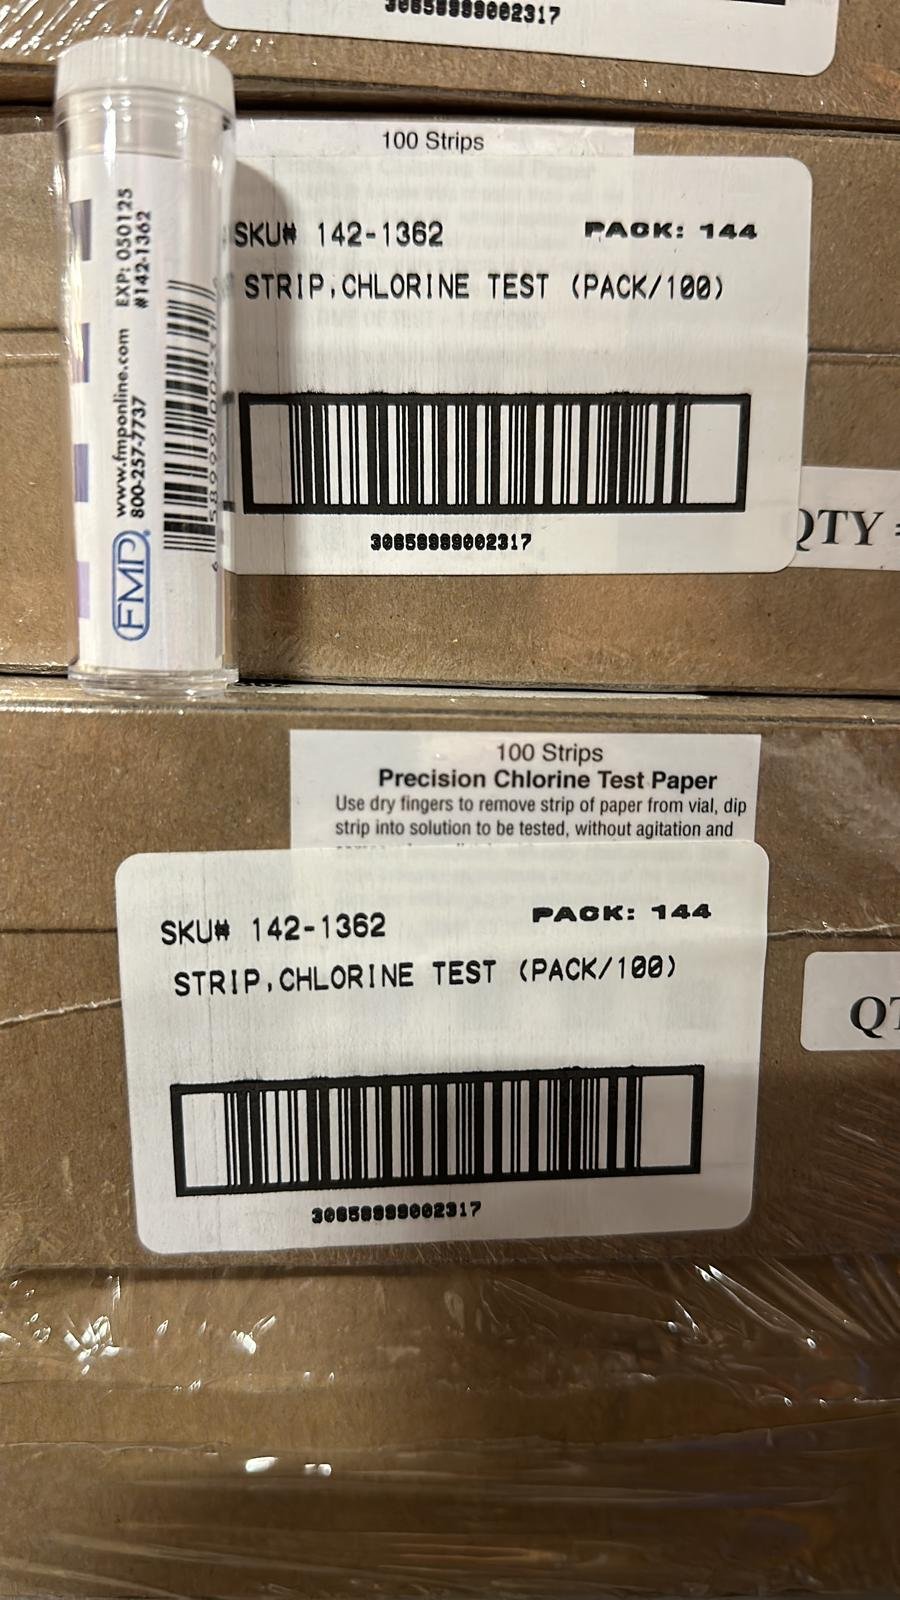 30658999002317
100 Strips
SKU# 142-1362
PACK: 144
STRIP,CHLORINE TEST (PACK/100)
30658999002317
QTY
FMP
www.fmponline.com EXP: 050125
800-257-7737 #142-1362
100 Strips
Precision Chlorine Test Paper
Use dry fingers to remove strip of paper from vial, dip
strip into solution to be tested, without agitation and
SKU# 142-1362
PACK: 144
STRIP,CHLORINE TEST (PACK/100)
30658999002317
QT